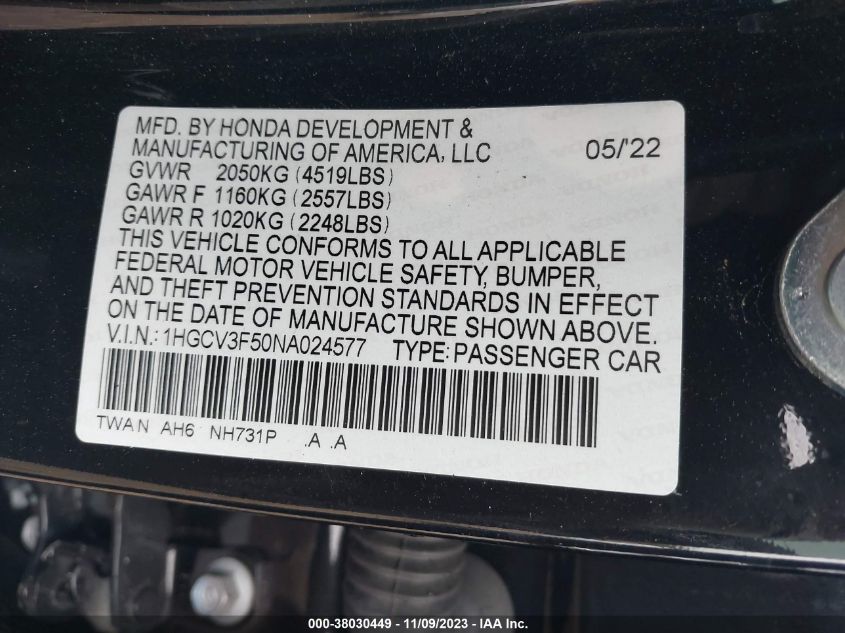 MFD. BY HONDA DEVELOPMENT &
MANUFACTURING OF AMERICA, LLC 05/'22
GVWR 2050KG (4519LBS)
GAWR F 1160KG (2557LBS)
GAWR R 1020KG (2248LBS)
THIS VEHICLE CONFORMS TO ALL APPLICABLE
FEDERAL MOTOR VEHICLE SAFETY, BUMPER,
AND THEFT PREVENTION STANDARDS IN EFFECT
ON THE DATE OF MANUFACTURE SHOWN ABOVE.
V.I.N.: 1HGCV3F50NA024577 TYPE: PASSENGER CAR
TWAN AH6 NH731P .A .A
000-38030449 - 11/09/2023 - IAA Inc.